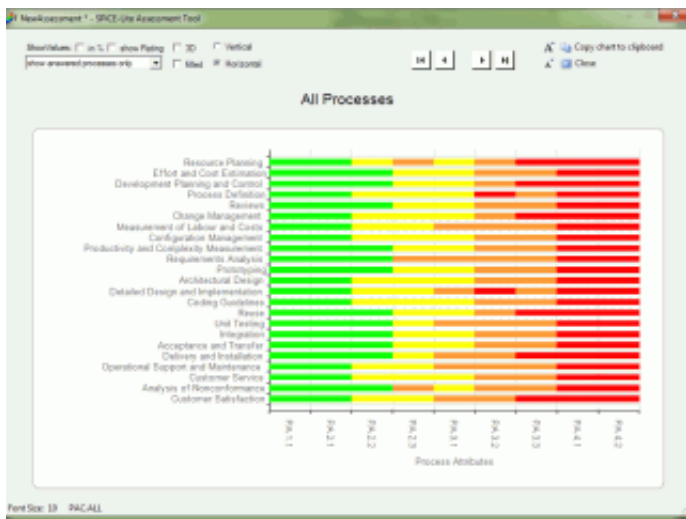 NewAssessment * - SPICE-Lite Assessment Tool
Show Values: in % show Rating 3D Vertical
show answered processes only filled Horizontal
Copy chart to clipboard
Close
All Processes
Resource Planning
Effort and Cost Estimation
Development Planning and Control
Process Definition
Reviews
Change Management
Measurement of Labour and Costs
Configuration Management
Productivity and Complexity Measurement
Requirements Analysis
Prototyping
Architectural Design
Detailed Design and Implementation
Coding Guidelines
Reuse
Unit Testing
Integration
Acceptance and Transfer
Delivery and Installation
Operational Support and Maintenance
Customer Service
Analysis of Nonconformance
Customer Satisfaction
PA.1.1
PA.2.1
PA.2.2
PA.2.3
PA.3.1
PA.3.2
PA.3.3
PA.4.1
PA.4.2
Process Attributes
Font Size: 10 PAC.ALL